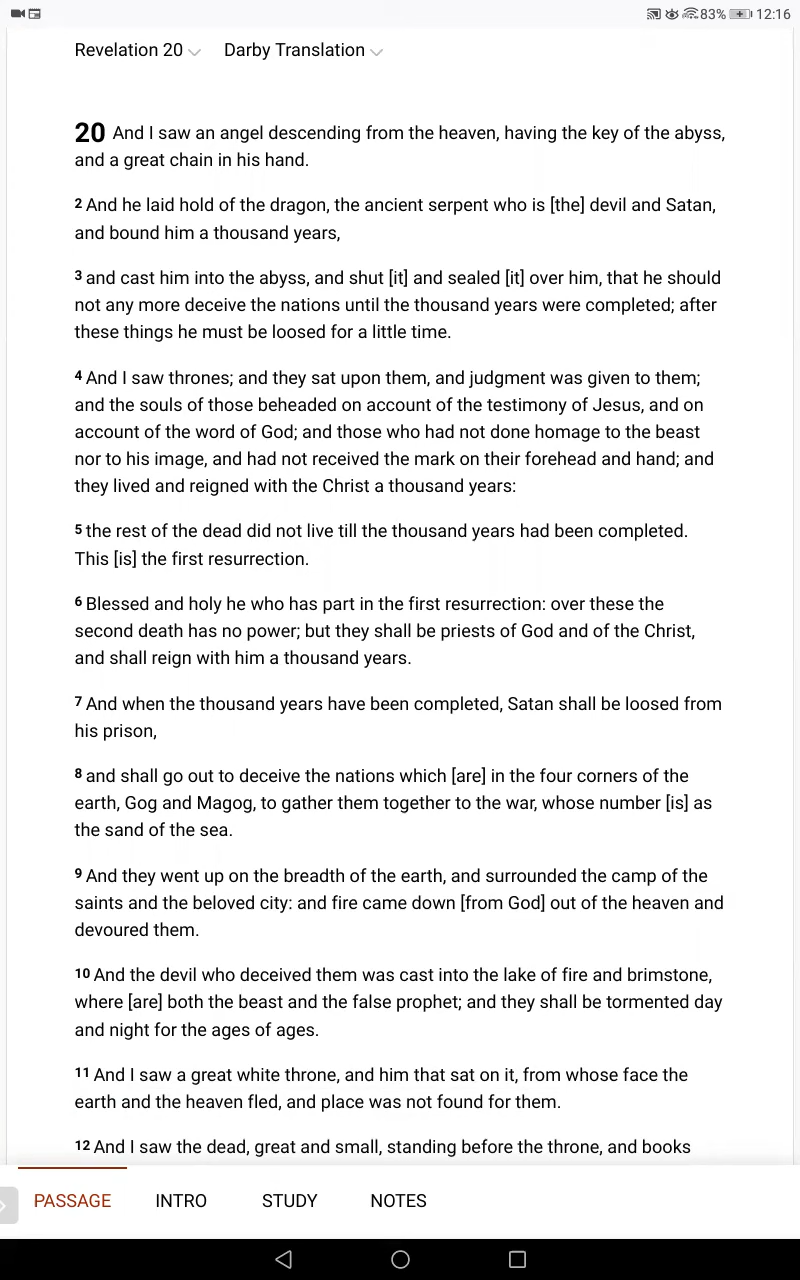 83% 12:16
Revelation 20 Darby Translation
20 And I saw an angel descending from the heaven, having the key of the abyss,
and a great chain in his hand.
2 And he laid hold of the dragon, the ancient serpent who is [the] devil and Satan,
and bound him a thousand years,
3 and cast him into the abyss, and shut [it] and sealed [it] over him, that he should
not any more deceive the nations until the thousand years were completed; after
these things he must be loosed for a little time.
4 And I saw thrones; and they sat upon them, and judgment was given to them;
and the souls of those beheaded on account of the testimony of Jesus, and on
account of the word of God; and those who had not done homage to the beast
nor to his image, and had not received the mark on their forehead and hand; and
they lived and reigned with the Christ a thousand years:
5 the rest of the dead did not live till the thousand years had been completed.
This [is] the first resurrection.
6 Blessed and holy he who has part in the first resurrection: over these the
second death has no power; but they shall be priests of God and of the Christ,
and shall reign with him a thousand years.
7 And when the thousand years have been completed, Satan shall be loosed from
his prison,
8 and shall go out to deceive the nations which [are] in the four corners of the
earth, Gog and Magog, to gather them together to the war, whose number [is] as
the sand of the sea.
9 And they went up on the breadth of the earth, and surrounded the camp of the
saints and the beloved city: and fire came down [from God] out of the heaven and
devoured them.
10 And the devil who deceived them was cast into the lake of fire and brimstone,
where [are] both the beast and the false prophet; and they shall be tormented day
and night for the ages of ages.
11 And I saw a great white throne, and him that sat on it, from whose face the
earth and the heaven fled, and place was not found for them.
12 And I saw the dead, great and small, standing before the throne, and books
PASSAGE INTRO STUDY NOTES